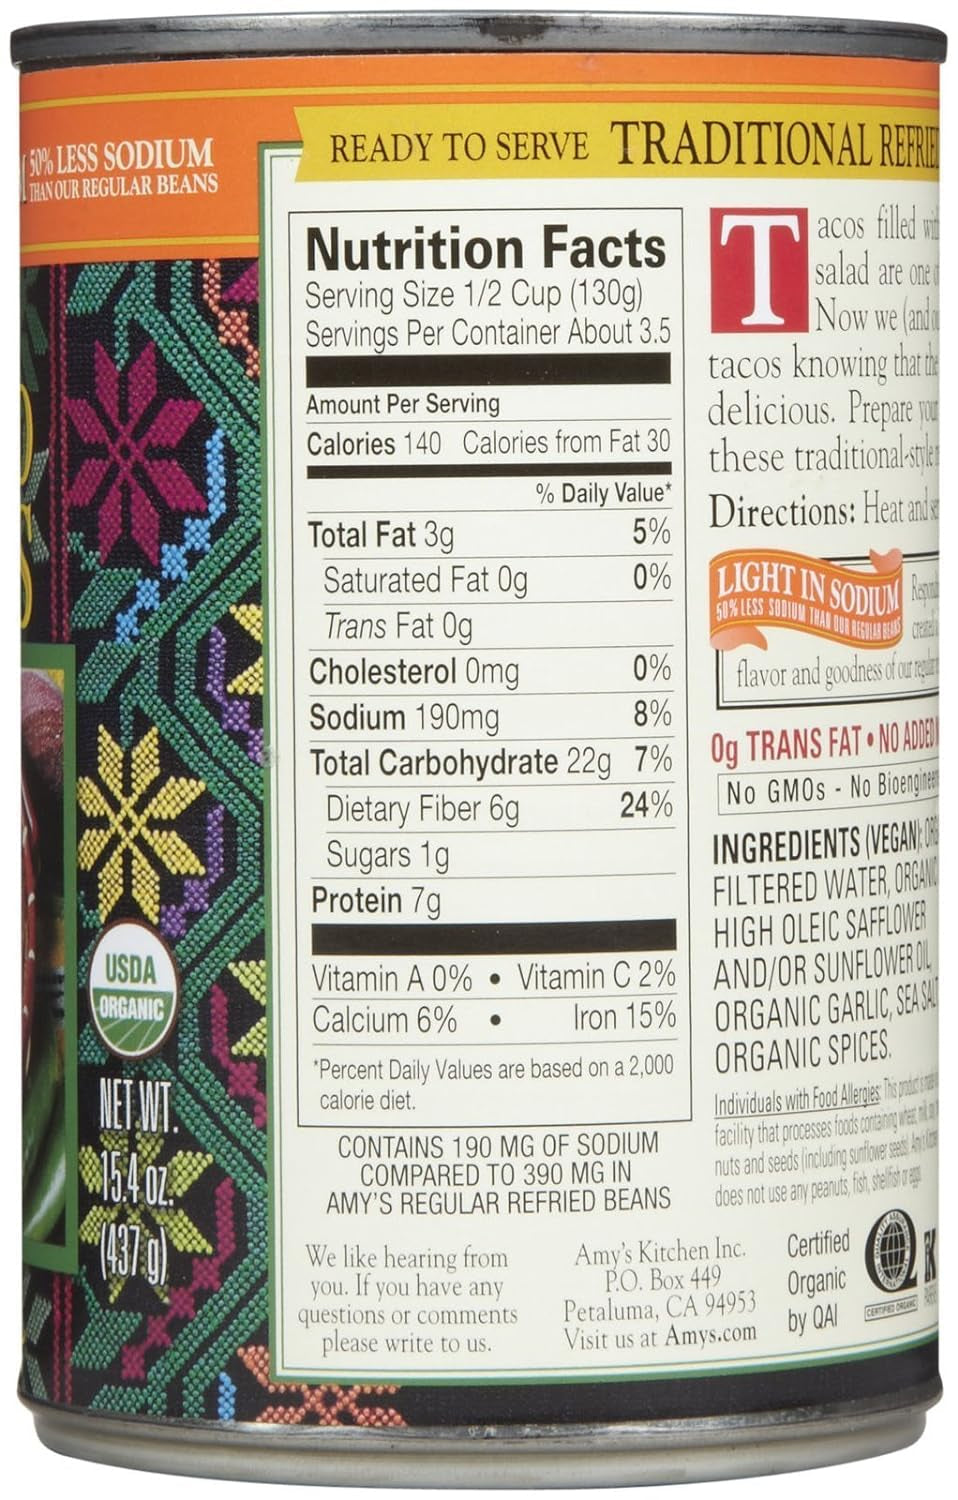 50% LESS SODIUM
THAN OUR REGULAR BEANS
READY TO SERVE TRADITIONAL
Nutrition Facts
Serving Size 1/2 Cup (130g)
Servings Per Container About 3.5
Amount Per Serving
Calories 140 Calories from Fat 30
% Daily Value*
Total Fat 3g 5%
Saturated Fat 0g 0%
Trans Fat 0g
Cholesterol 0mg 0%
Sodium 190mg 8%
Total Carbohydrate 22g 7%
Dietary Fiber 6g 24%
Sugars 1g
Protein 7g
Vitamin A 0% • Vitamin C 2%
Calcium 6% • Iron 15%
*Percent Daily Values are based on a 2,000
calorie diet.
CONTAINS 190 MG OF SODIUM
COMPARED TO 390 MG IN
AMY'S REGULAR REFRIED BEANS
We like hearing from
you. If you have any
questions or comments
please write to us.
Amy's Kitchen Inc.
P.O. Box 449
Petaluma, CA 94953
Visit us at Amys.com
Tacos filled
salad are one
Now we (and
tacos knowing that the
delicious. Prepare your
these traditional-style
Directions: Heat and
LIGHT IN SODIUM
50% LESS SODIUM THAN OUR REGULAR BEANS
flavor and goodness of our
0g TRANS FAT • NO ADDED
No GMOs - No
INGREDIENTS (VEGAN):
FILTERED WATER, ORGANIC
HIGH OLEIC SAFFLOWER
AND/OR SUNFLOWER OIL,
ORGANIC GARLIC, SEA SALT
ORGANIC SPICES.
Individuals with Food Allergies: This product is
facility that processes foods containing wheat, milk,
nuts and seeds (including sunflower seeds).
does not use any peanuts, fish, shellfish or eggs.
Certified
Organic
by QAI
CERTIFIED ORGANIC
K
USDA
ORGANIC
NET WT.
15.4 oz.
(437 g)